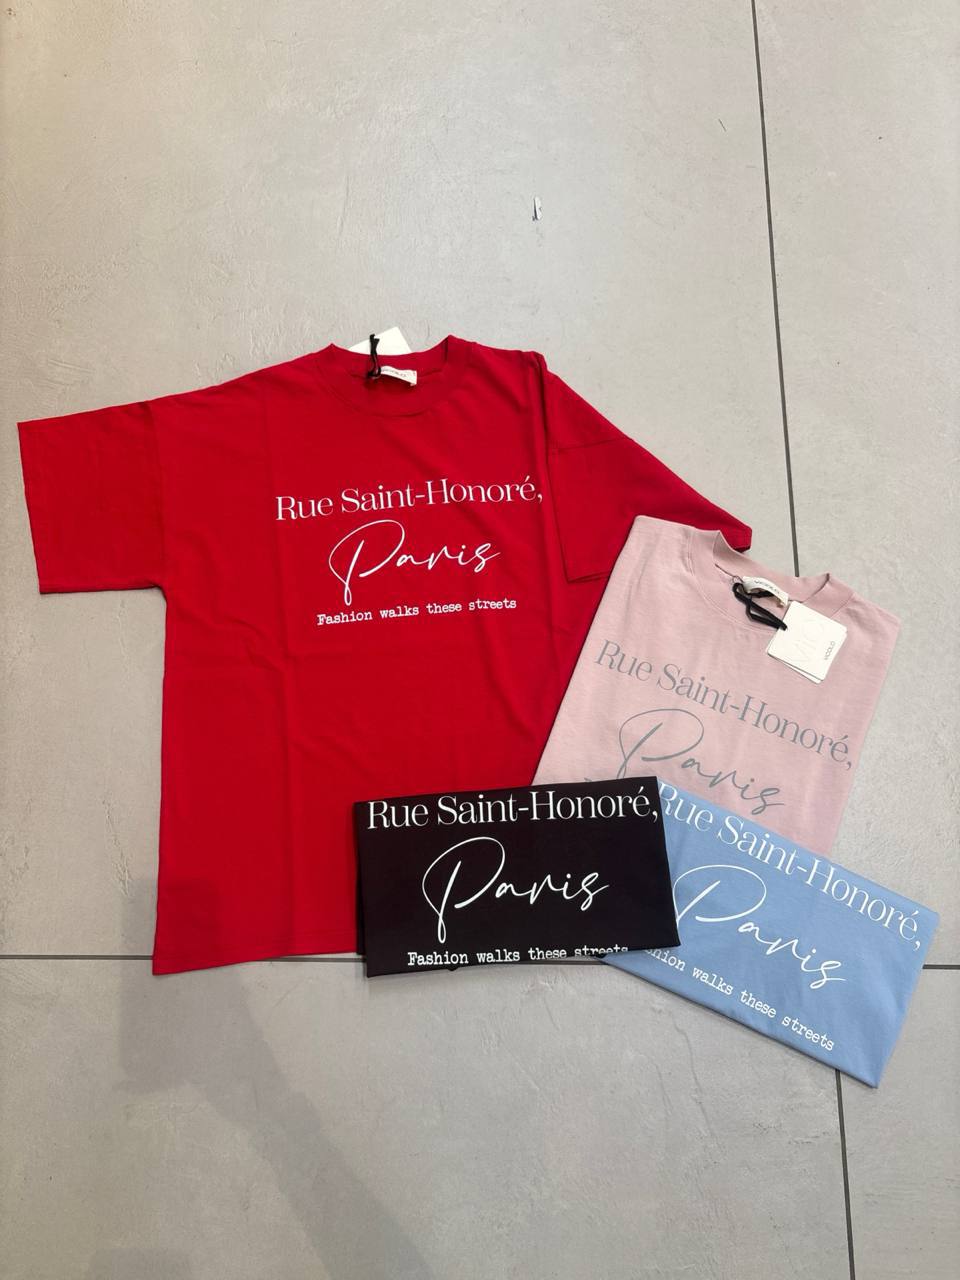 Rue Saint-Honoré,
Paris
Fashion walks these streets
VICOLO
Rue Saint-Honoré,
Paris
Rue Saint-Honoré,
Paris
Fashion walks these streets
Rue Saint-Honoré,
Paris
walks these streets